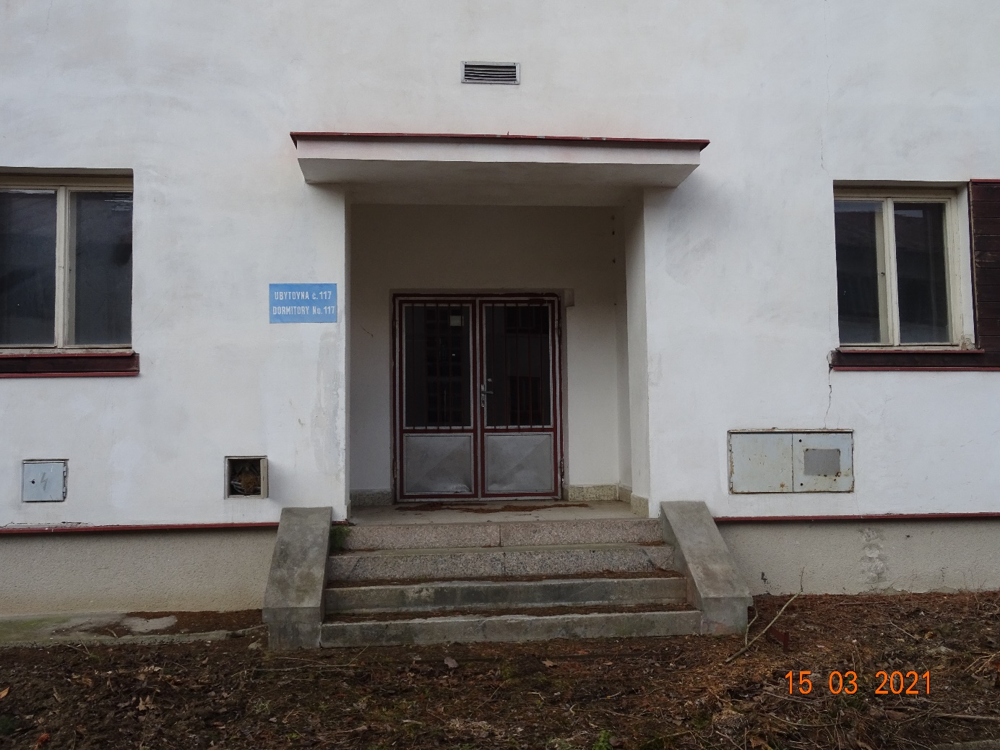 UBYTOVNA č. 117
DORMITORY No. 117
15 03 2021